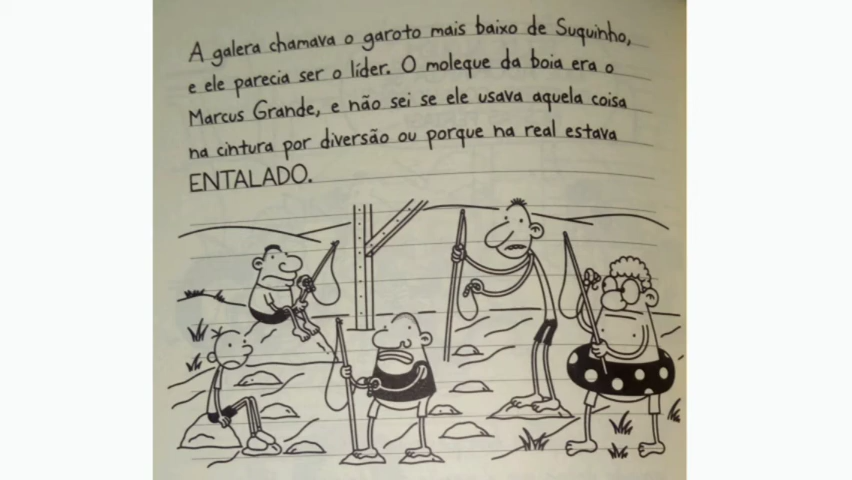 A galera chamava o garoto mais baixo de Suquinho,
e ele parecia ser o líder. O moleque da boia era o
Marcus Grande, e não sei se ele usava aquela coisa
na cintura por diversão ou porque na real estava
ENTALADO.